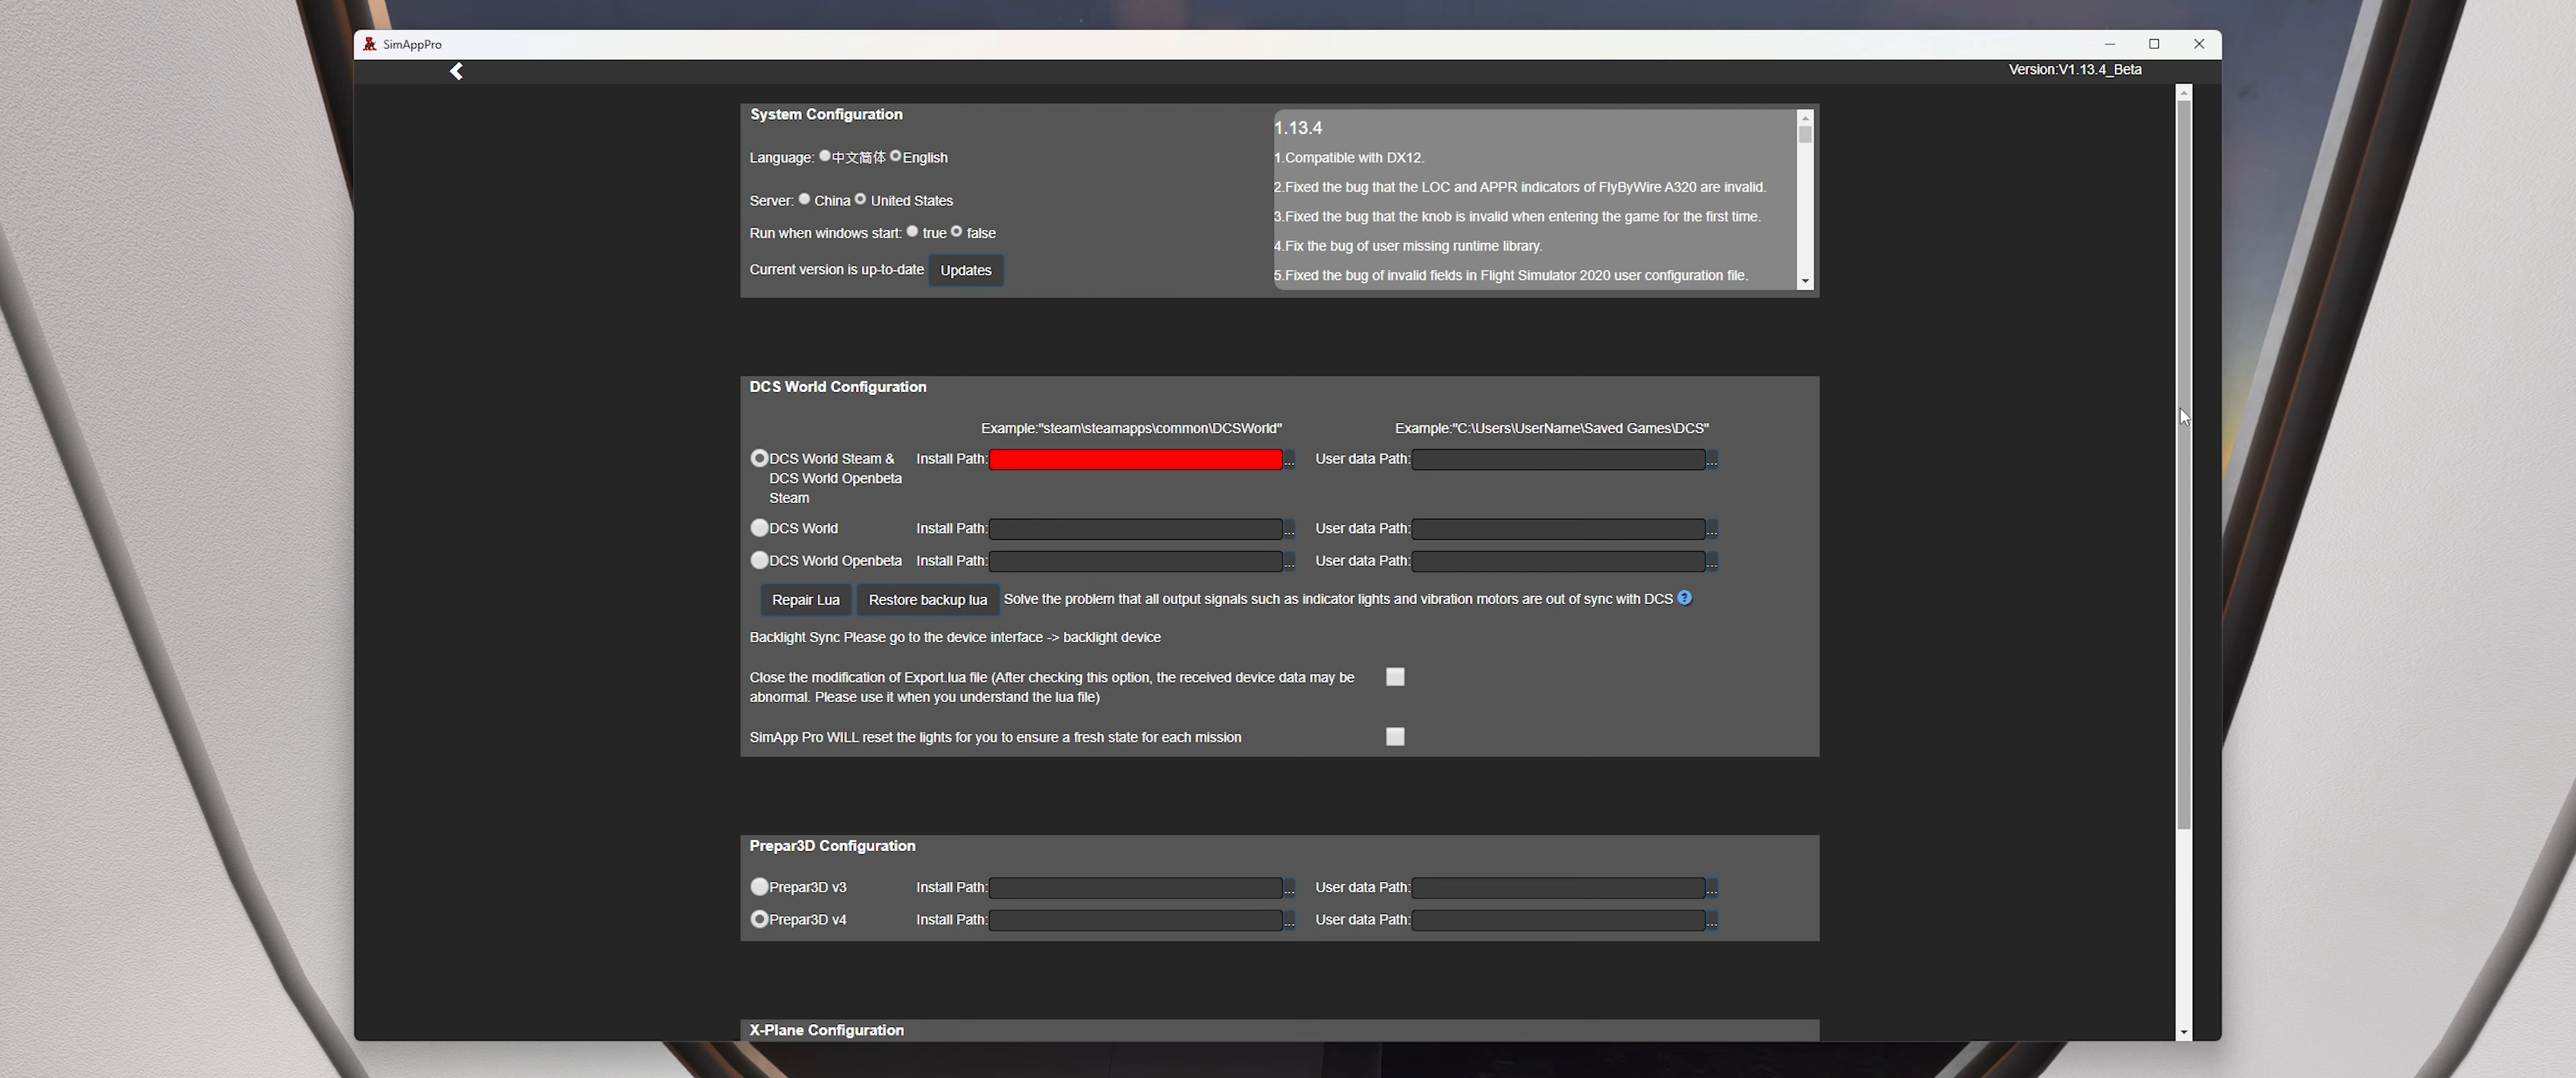 SimAppPro
Version:V1.13.4_Beta
System Configuration
Language: 中文简体 English
Server: China United States
Run when windows start: true false
Current version is up-to-date Updates
1.13.4
1.Compatible with DX12.
2.Fixed the bug that the LOC and APPR indicators of FlyByWire A320 are invalid.
3.Fixed the bug that the knob is invalid when entering the game for the first time.
4.Fix the bug of user missing runtime library.
5.Fixed the bug of invalid fields in Flight Simulator 2020 user configuration file.
DCS World Configuration
Example:"steam\steamapps\common\DCSWorld" Example:"C:\Users\UserName\Saved Games\DCS"
DCS World Steam & Install Path: ... User data Path: ...
DCS World Openbeta
Steam
DCS World Install Path: ... User data Path: ...
DCS World Openbeta Install Path: ... User data Path: ...
Repair Lua Restore backup lua Solve the problem that all output signals such as indicator lights and vibration motors are out of sync with DCS ?
Backlight Sync Please go to the device interface -> backlight device
Close the modification of Export.lua file (After checking this option, the received device data may be
abnormal. Please use it when you understand the lua file)
SimApp Pro WILL reset the lights for you to ensure a fresh state for each mission
Prepar3D Configuration
Prepar3D v3 Install Path: ... User data Path: ...
Prepar3D v4 Install Path: ... User data Path: ...
X-Plane Configuration